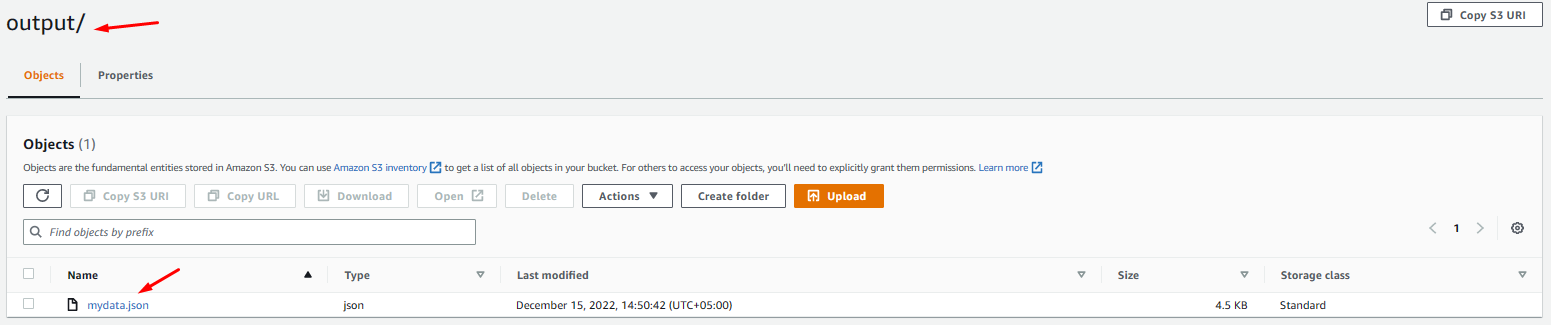 output/
Copy S3 URI
Objects
Properties
Objects (1)
Objects are the fundamental entities stored in Amazon S3. You can use Amazon S3 inventory to get a list of all objects in your bucket. For others to access your objects, you'll need to explicitly grant them permissions. Learn more
Copy S3 URI
Copy URL
Download
Open
Delete
Actions
Create folder
Upload
Find objects by prefix
1
Name
Type
Last modified
Size
Storage class
mydata.json
json
December 15, 2022, 14:50:42 (UTC+05:00)
4.5 KB
Standard